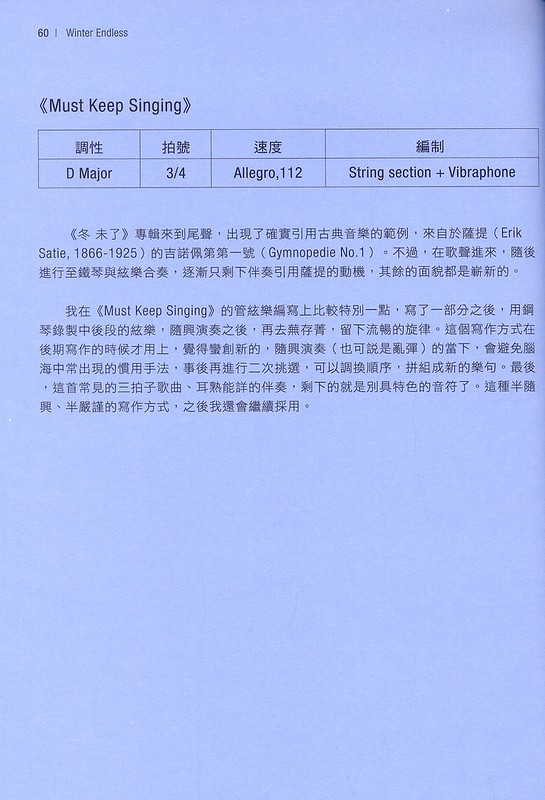 60 | Winter Endless
《Must Keep Singing》
調性 拍號 速度 編制
D Major 3/4 Allegro,112 String section + Vibraphone
《冬 未了》專輯來到尾聲,出現了確實引用古典音樂的範例,來自於薩提(Erik
Satie, 1866-1925)的吉諾佩第第一號(Gymnopedie No.1)。不過,在歌聲進來,隨後
進行至鐵琴與絃樂合奏,逐漸只剩下伴奏引用薩提的動機,其餘的面貌都是嶄新的。
我在《Must Keep Singing》的管絃樂編寫上比較特別一點,寫了一部分之後,用鋼
琴錄製中後段的絃樂,隨興演奏之後,再去蕪存菁,留下流暢的旋律。這個寫作方式在
後期寫作的時候才用上,覺得蠻創新的,隨興演奏(也可説是亂彈)的當下,會避免腦
海中常出現的慣用手法,事後再進行二次挑選,可以調換順序,拼組成新的樂句。最後
,這首常見的三拍子歌曲、耳熟能詳的伴奏,剩下的就是別具特色的音符了。這種半隨
興、半嚴謹的寫作方式,之後我還會繼續採用。